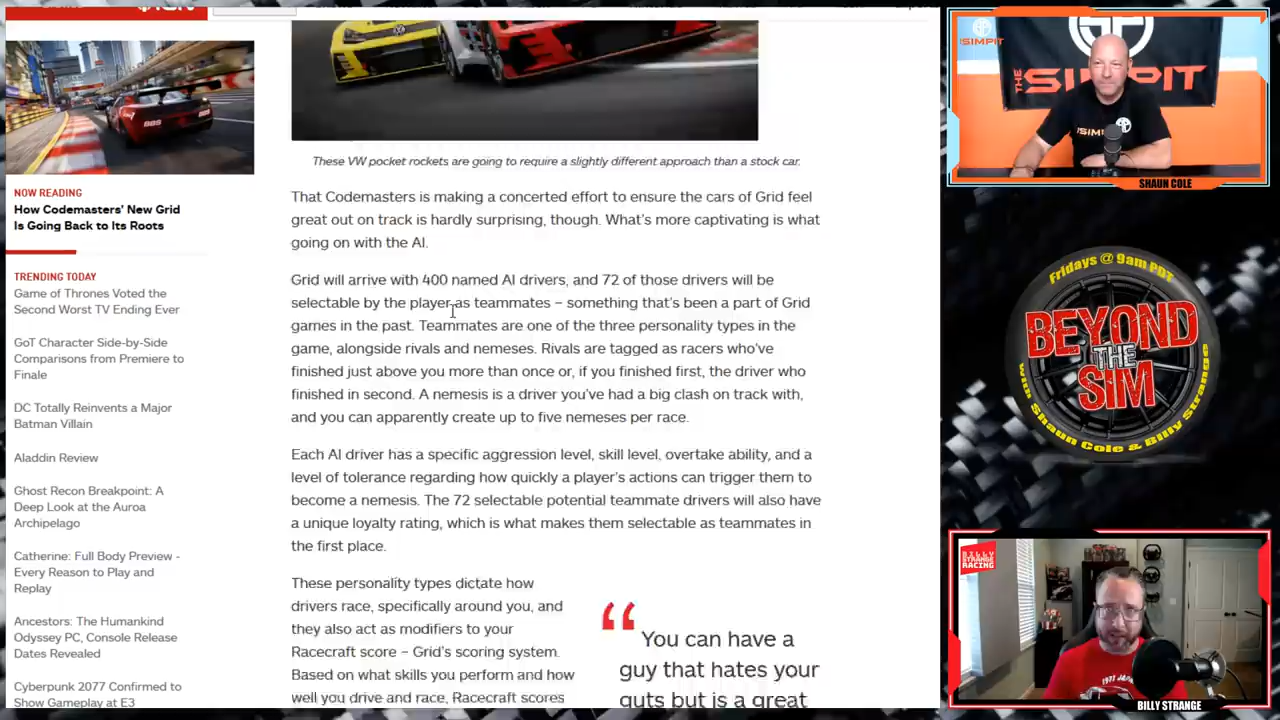 BBS
NOW READING
How Codemasters' New Grid
Is Going Back to Its Roots
TRENDING TODAY
Game of Thrones Voted the
Second Worst TV Ending Ever
GoT Character Side-by-Side
Comparisons from Premiere to
Finale
DC Totally Reinvents a Major
Batman Villain
Aladdin Review
Ghost Recon Breakpoint: A
Deep Look at the Auroa
Archipelago
Catherine: Full Body Preview -
Every Reason to Play and
Replay
Ancestors: The Humankind
Odyssey PC, Console Release
Dates Revealed
Cyberpunk 2077 Confirmed to
Show Gameplay at E3
These VW pocket rockets are going to require a slightly different approach than a stock car.
That Codemasters is making a concerted effort to ensure the cars of Grid feel
great out on track is hardly surprising, though. What's more captivating is what
going on with the AI.
Grid will arrive with 400 named AI drivers, and 72 of those drivers will be
selectable by the player as teammates – something that's been a part of Grid
games in the past. Teammates are one of the three personality types in the
game, alongside rivals and nemeses. Rivals are tagged as racers who've
finished just above you more than once or, if you finished first, the driver who
finished in second. A nemesis is a driver you've had a big clash on track with,
and you can apparently create up to five nemeses per race.
Each AI driver has a specific aggression level, skill level, overtake ability, and a
level of tolerance regarding how quickly a player's actions can trigger them to
become a nemesis. The 72 selectable potential teammate drivers will also have
a unique loyalty rating, which is what makes them selectable as teammates in
the first place.
These personality types dictate how
drivers race, specifically around you, and
they also act as modifiers to your
Racecraft score – Grid's scoring system.
Based on what skills you perform and how
well you drive and race, Racecraft scores
“
You can have a
guy that hates your
guts but is a great
THE SIMPIT
SIMPIT
SIMPIT
SHAUN COLE
Fridays @ 9am PDT
BEYOND
THE
SIM
with Shaun Cole & Billy Strange
BILLY STRANGE
RACING
BILLY STRANGE